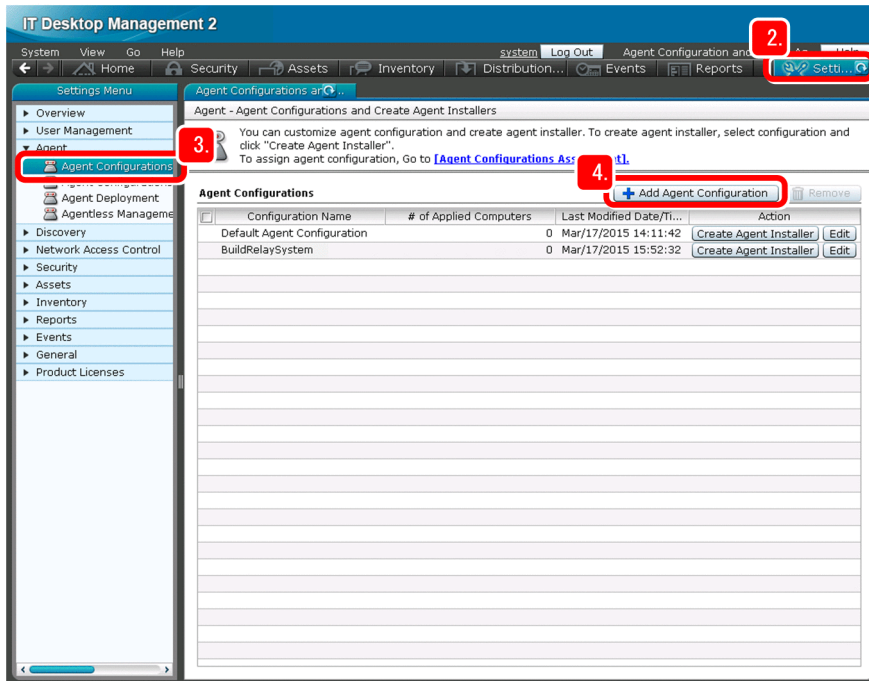 IT Desktop Management 2
System View Go Help system Log Out Agent Configuration and
2.
Home Security Assets Inventory Distribution... Events Reports Setti...
Settings Menu
Agent Configurations an..
Overview
User Management
Agent
3.
Agent Configurations
Agent Deployment
Agentless Manageme
Discovery
Network Access Control
Security
Assets
Inventory
Reports
Events
General
Product Licenses
Agent - Agent Configurations and Create Agent Installers
You can customize agent configuration and create agent installer. To create agent installer, select configuration and
click "Create Agent Installer".
To assign agent configuration, Go to [Agent Configurations Ass t].
4.
Agent Configurations Add Agent Configuration Remove
Configuration Name # of Applied Computers Last Modified Date/Ti... Action
Default Agent Configuration 0 Mar/17/2015 14:11:42 Create Agent Installer Edit
BuildRelaySystem 0 Mar/17/2015 15:52:32 Create Agent Installer Edit